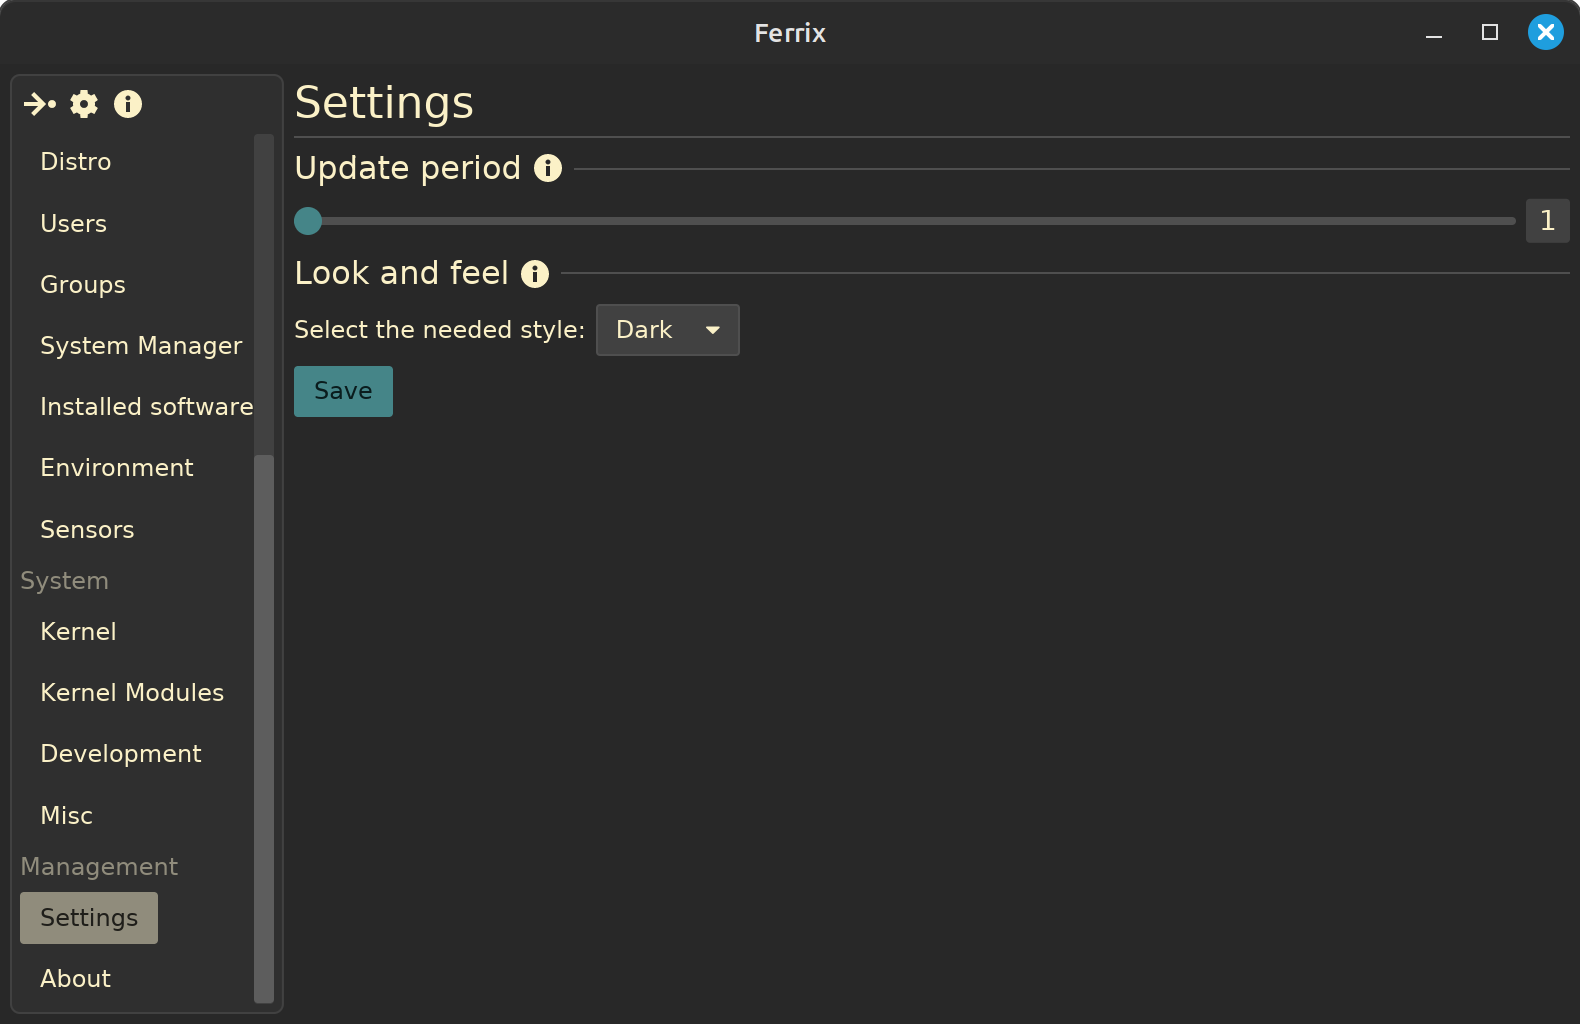 Ferrix
Distro
Users
Groups
System Manager
Installed software
Environment
Sensors
System
Kernel
Kernel Modules
Development
Misc
Management
Settings
About
Settings
Update period
1
Look and feel
Select the needed style: Dark
Save